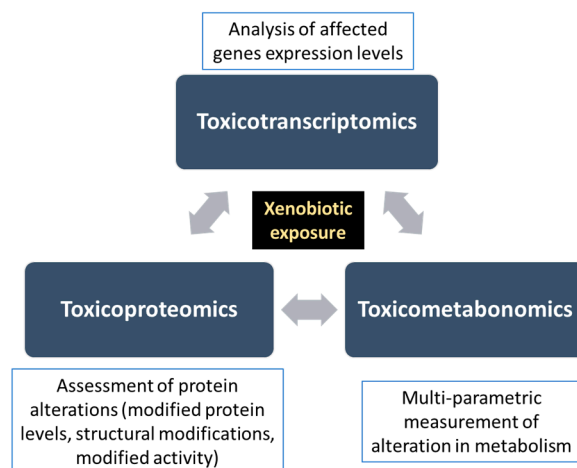 Analysis of affected
genes expression levels
Toxicotranscriptomics
Xenobiotic
exposure
Toxicoproteomics
Toxicometabonomics
Assessment of protein
alterations (modified protein
levels, structural modifications,
modified activity)
Multi-parametric
measurement of
alteration in metabolism